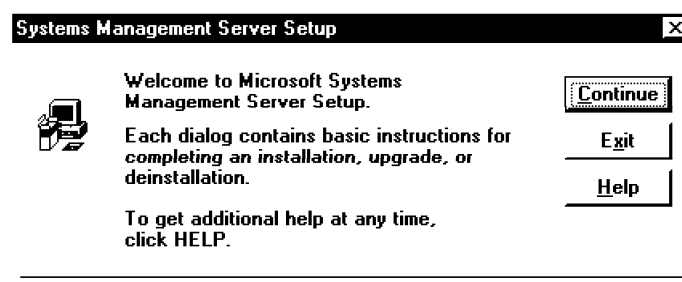 Systems Management Server Setup
Welcome to Microsoft Systems
Management Server Setup.
Each dialog contains basic instructions for
completing an installation, upgrade, or
deinstallation.
To get additional help at any time,
click HELP.
Continue
Exit
Help